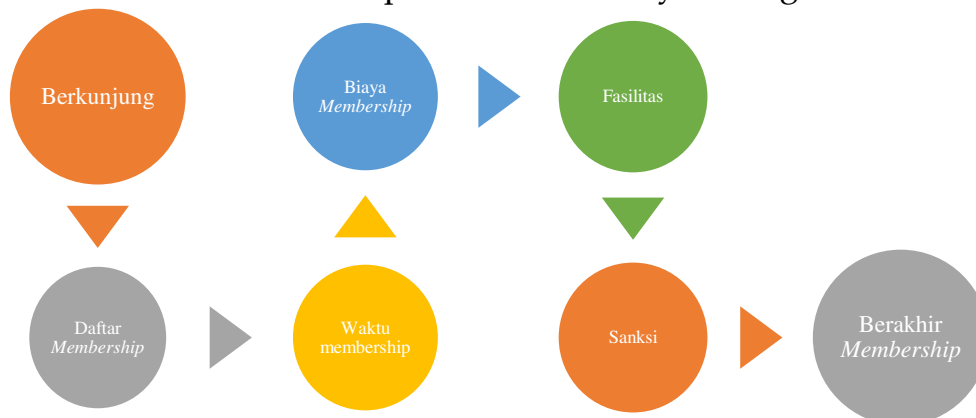 Berkunjung
Daftar
Membership
Waktu
membership
Biaya
Membership
Fasilitas
Sanksi
Berakhir
Membership